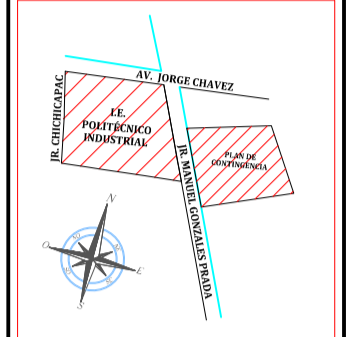 AV. JORGE CHAVEZ
JR. CHICHICAPAC
I.E.
POLITÉCNICO
INDUSTRIAL
JR. MANUEL GONZALES PRADA
PLAN DE
CONTINGENCIA
N
O
E
S